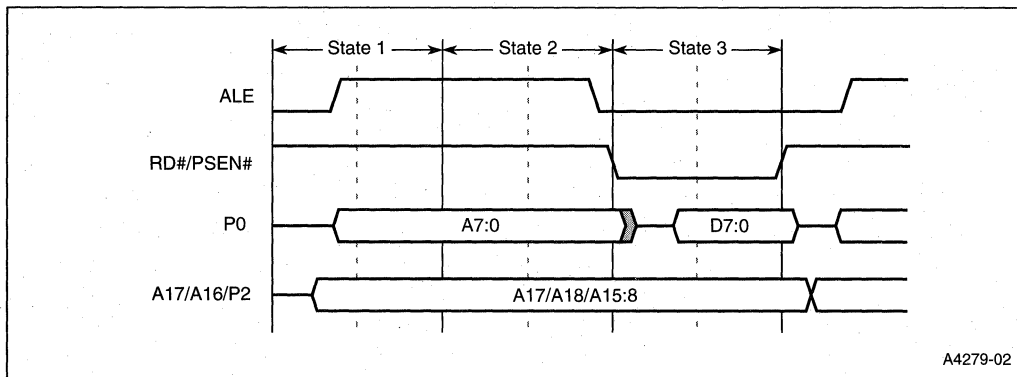 State 1 State 2 State 3
ALE
RD#/PSEN#
P0 A7:0 D7:0
A17/A16/P2 A17/A18/A15:8
A4279-02